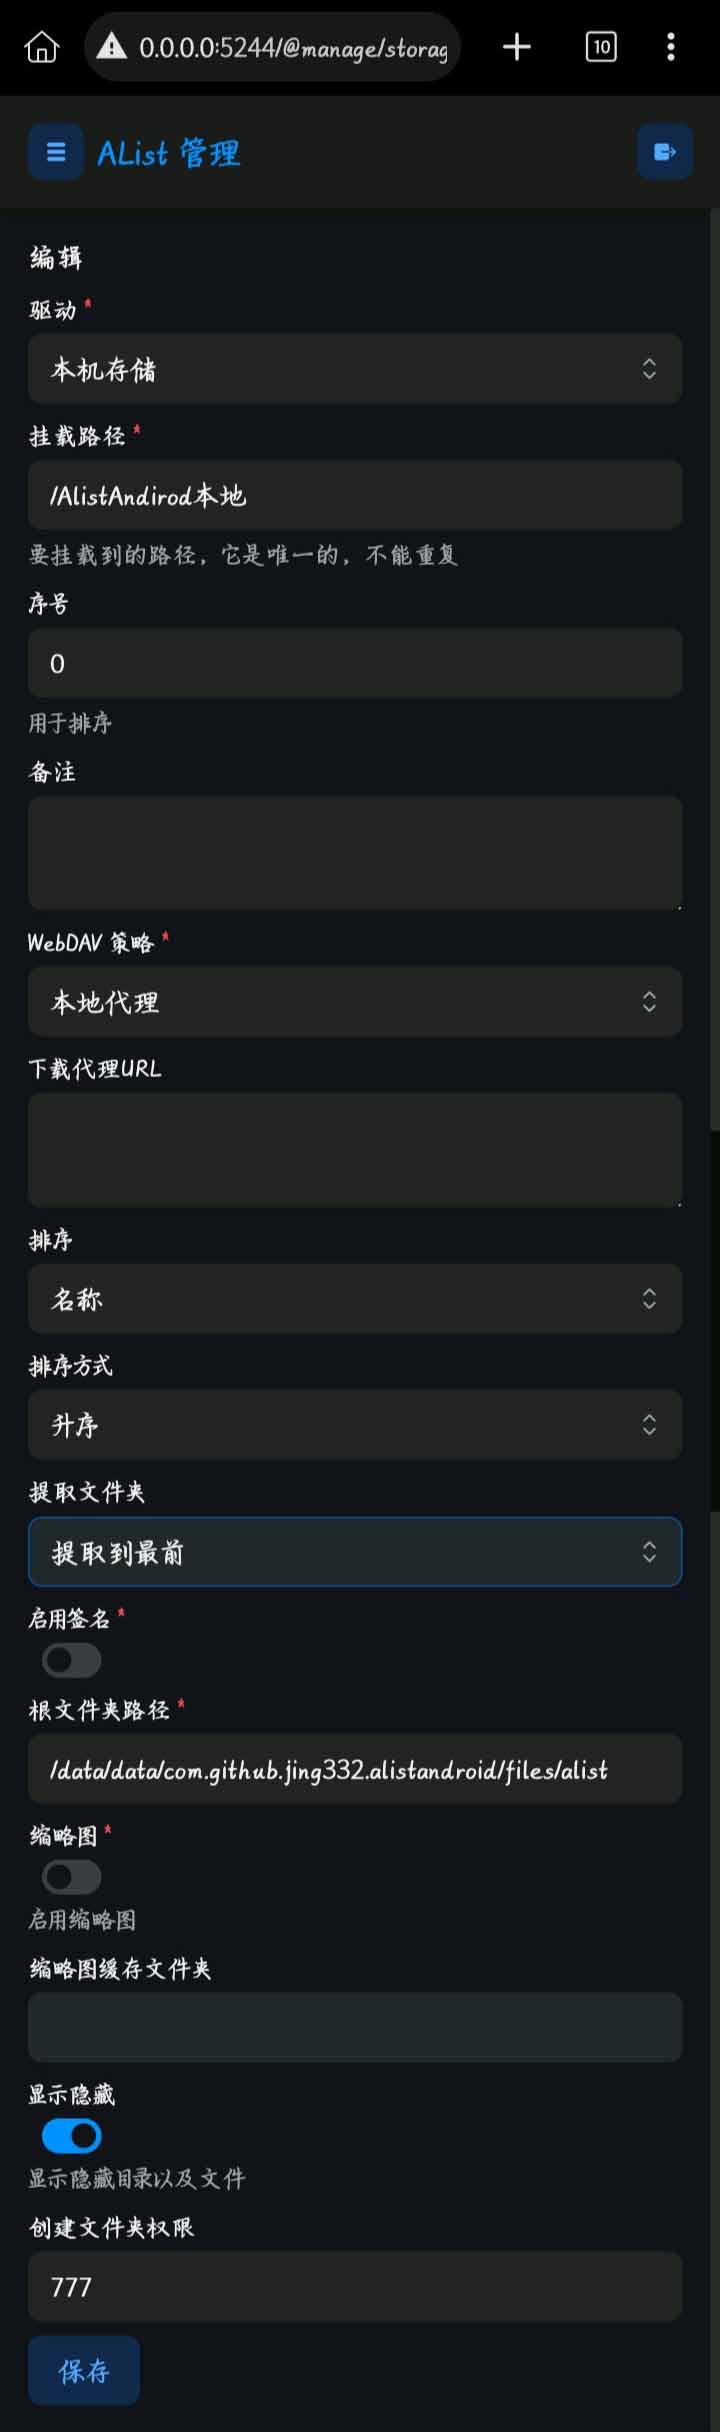 0.0.0.0:5244/@manage/storag
10
AList 管理
编辑
驱动 *
本机存储
挂载路径 *
/AlistAndirod本地
要挂载到的路径，它是唯一的，不能重复
序号
0
用于排序
备注
WebDAV 策略 *
本地代理
下载代理URL
排序
名称
排序方式
升序
提取文件夹
提取到最前
启用签名 *
根文件夹路径 *
/data/data/com.github.jing332.alistandroid/files/alist
缩略图 *
启用缩略图
缩略图缓存文件夹
显示隐藏
显示隐藏目录以及文件
创建文件夹权限
777
保存